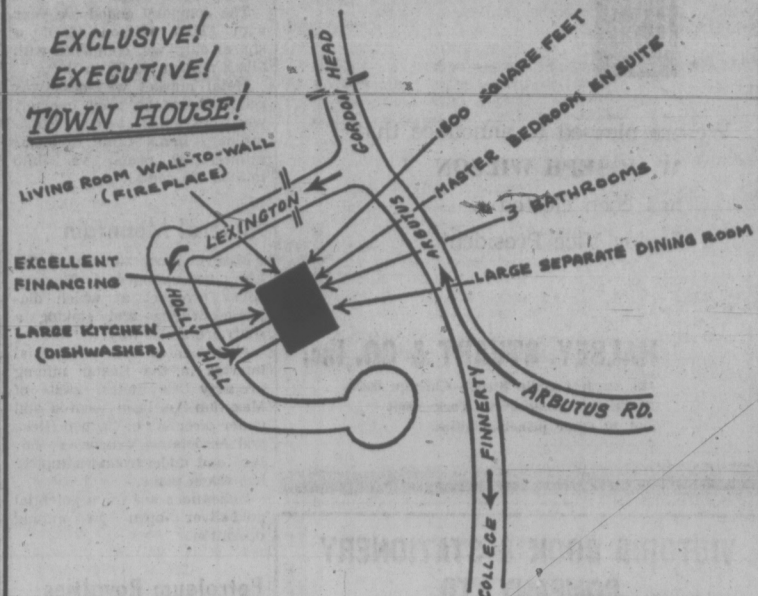 EXCLUSIVE!
EXECUTIVE!
TOWN HOUSE!
LIVING ROOM WALL-TO-WALL
(FIREPLACE)
EXCELLENT
FINANCING
LARGE KITCHEN
(DISHWASHER)
GORDON HEAD
LEXINGTON
HOLLY HILL
ARBUTUS
1800 SQUARE FEET
MASTER BEDROOM EN SUITE
3 BATHROOMS
LARGE SEPARATE DINING ROOM
ARBUTUS RD.
FINNERTY
COLLEGE